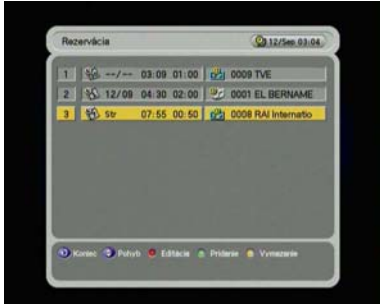 Rezervácia 12/Sep 03:04
1 --/-- 03:09 01:00 0009 TVE
2 12/09 04:30 02:00 0001 EL BERNAME
3 Str 07:55 00:50 0008 RAI Internatio
Koniec Pohyb Editácia Pridanie Vymazanie